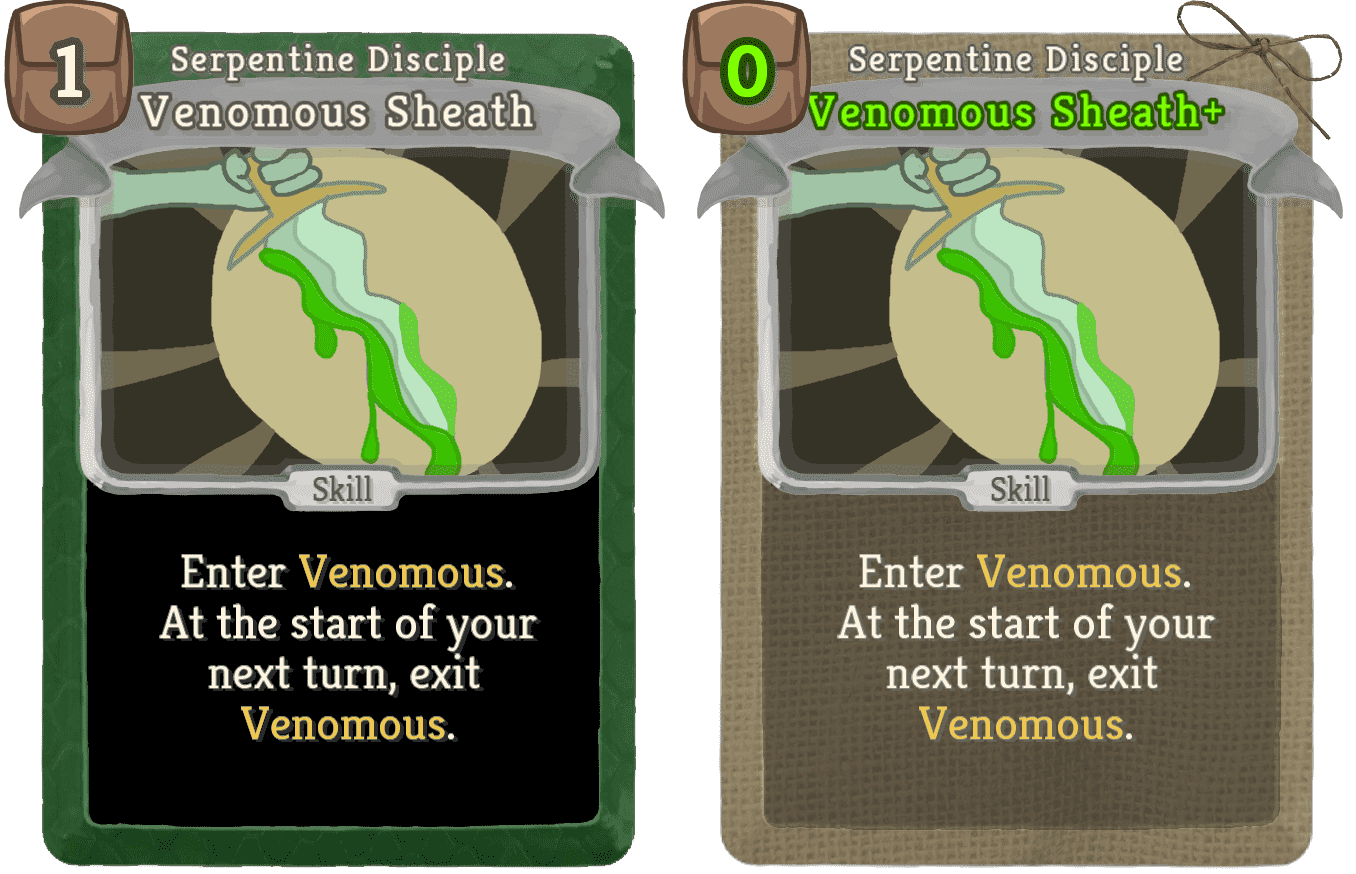 1
Serpentine Disciple
Venomous Sheath
Skill
Enter Venomous.
At the start of your
next turn, exit
Venomous.
0
Serpentine Disciple
Venomous Sheath+
Skill
Enter Venomous.
At the start of your
next turn, exit
Venomous.